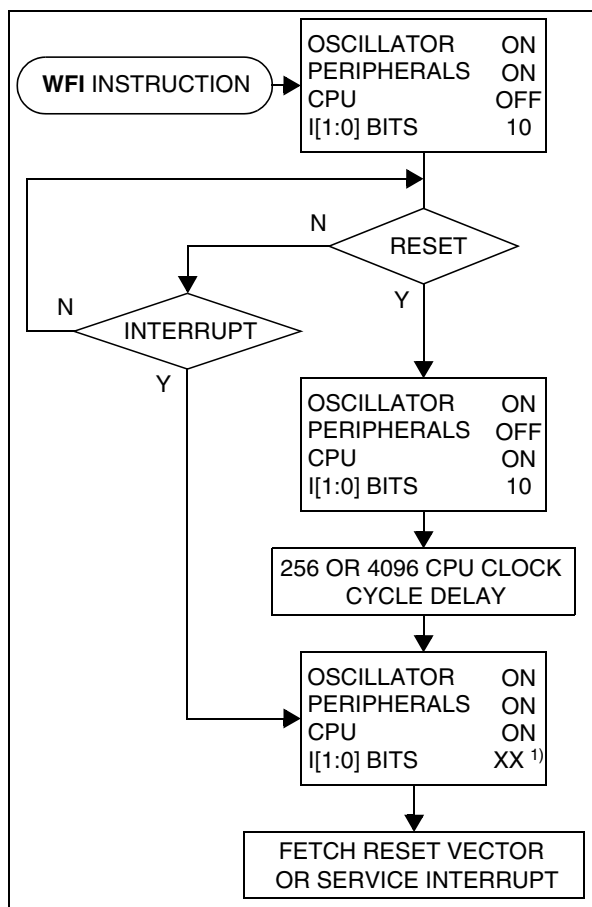 WFI INSTRUCTION
OSCILLATOR ON
PERIPHERALS ON
CPU OFF
I[1:0] BITS 10
N
RESET
N
INTERRUPT
Y
Y
OSCILLATOR ON
PERIPHERALS OFF
CPU ON
I[1:0] BITS 10
256 OR 4096 CPU CLOCK
CYCLE DELAY
OSCILLATOR ON
PERIPHERALS ON
CPU ON
I[1:0] BITS XX 1)
FETCH RESET VECTOR
OR SERVICE INTERRUPT